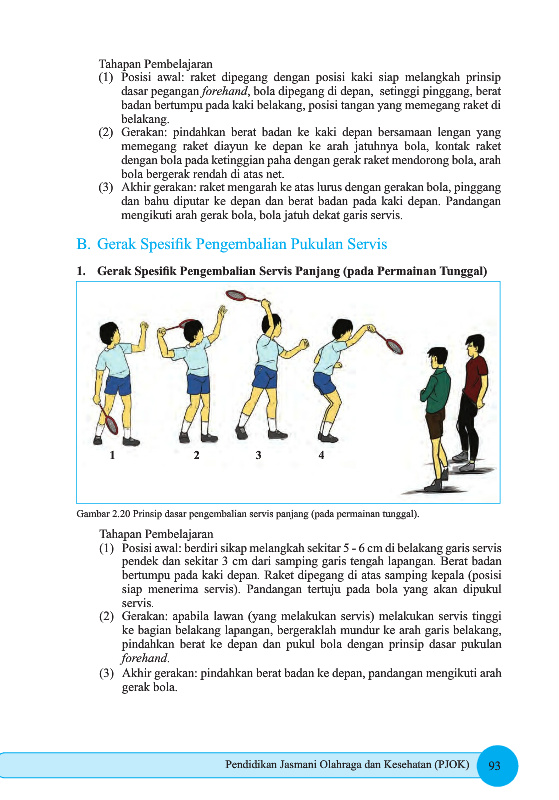 Tahapan Pembelajaran
(1) Posisi awal: raket dipegang dengan posisi kaki siap melangkah prinsip
dasar pegangan forehand, bola dipegang di depan, setinggi pinggang, berat
badan bertumpu pada kaki belakang, posisi tangan yang memegang raket di
belakang.
(2) Gerakan: pindahkan berat badan ke kaki depan bersamaan lengan yang
memegang raket diayun ke depan ke arah jatuhnya bola, kontak raket
dengan bola pada ketinggian paha dengan gerak raket mendorong bola, arah
bola bergerak rendah di atas net.
(3) Akhir gerakan: raket mengarah ke atas lurus dengan gerakan bola, pinggang
dan bahu diputar ke depan dan berat badan pada kaki depan. Pandangan
mengikuti arah gerak bola, bola jatuh dekat garis servis.
B. Gerak Spesifik Pengembalian Pukulan Servis
1. Gerak Spesifik Pengembalian Servis Panjang (pada Permainan Tunggal)
1 2 3 4
Gambar 2.20 Prinsip dasar pengembalian servis panjang (pada permainan tunggal).
Tahapan Pembelajaran
(1) Posisi awal: berdiri sikap melangkah sekitar 5 - 6 cm di belakang garis servis
pendek dan sekitar 3 cm dari samping garis tengah lapangan. Berat badan
bertumpu pada kaki depan. Raket dipegang di atas samping kepala (posisi
siap menerima servis). Pandangan tertuju pada bola yang akan dipukul
servis.
(2) Gerakan: apabila lawan (yang melakukan servis) melakukan servis tinggi
ke bagian belakang lapangan, bergeraklah mundur ke arah garis belakang,
pindahkan berat ke depan dan pukul bola dengan prinsip dasar pukulan
forehand.
(3) Akhir gerakan: pindahkan berat badan ke depan, pandangan mengikuti arah
gerak bola.
Pendidikan Jasmani Olahraga dan Kesehatan (PJOK) 93